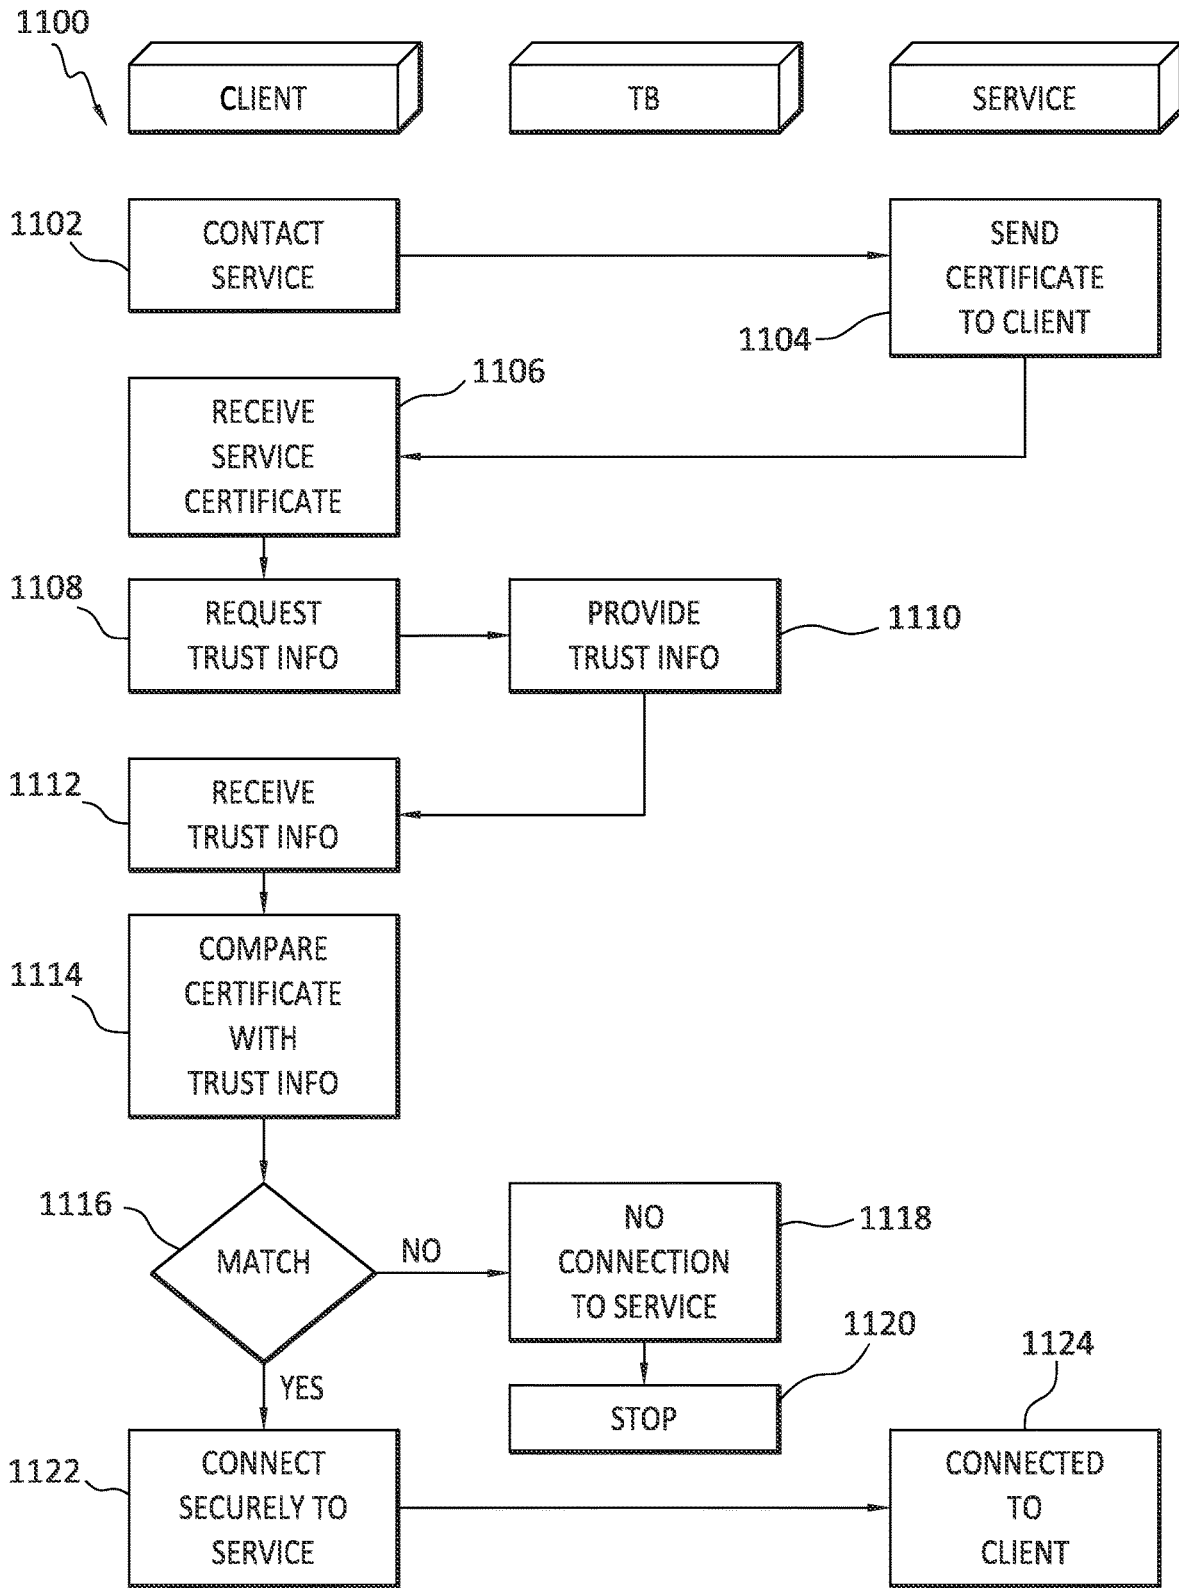 1100
CLIENT
TB
SERVICE
1102
CONTACT
SERVICE
SEND
CERTIFICATE
TO CLIENT
1104
1106
RECEIVE
SERVICE
CERTIFICATE
1108
REQUEST
TRUST INFO
PROVIDE
TRUST INFO
1110
1112
RECEIVE
TRUST INFO
1114
COMPARE
CERTIFICATE
WITH
TRUST INFO
1116
MATCH
NO
NO
CONNECTION
TO SERVICE
1118
YES
STOP
1120
1122
CONNECT
SECURELY TO
SERVICE
1124
CONNECTED
TO
CLIENT